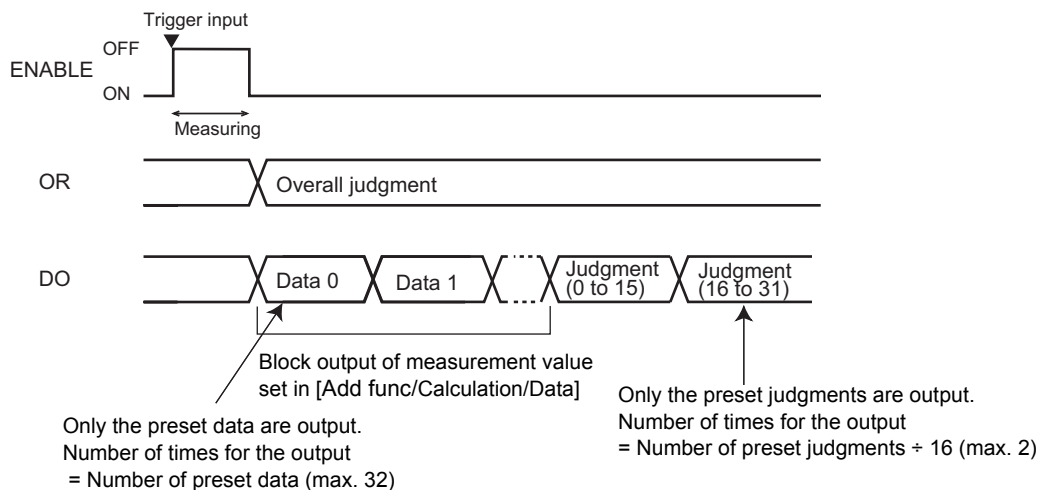 Trigger input
OFF
ENABLE
ON
Measuring
OR
Overall judgment
DO
Data 0
Data 1
Judgment
(0 to 15)
Judgment
(16 to 31)
Block output of measurement value
set in [Add func/Calculation/Data]
Only the preset data are output.
Number of times for the output
= Number of preset data (max. 32)
Only the preset judgments are output.
Number of times for the output
= Number of preset judgments ÷ 16 (max. 2)